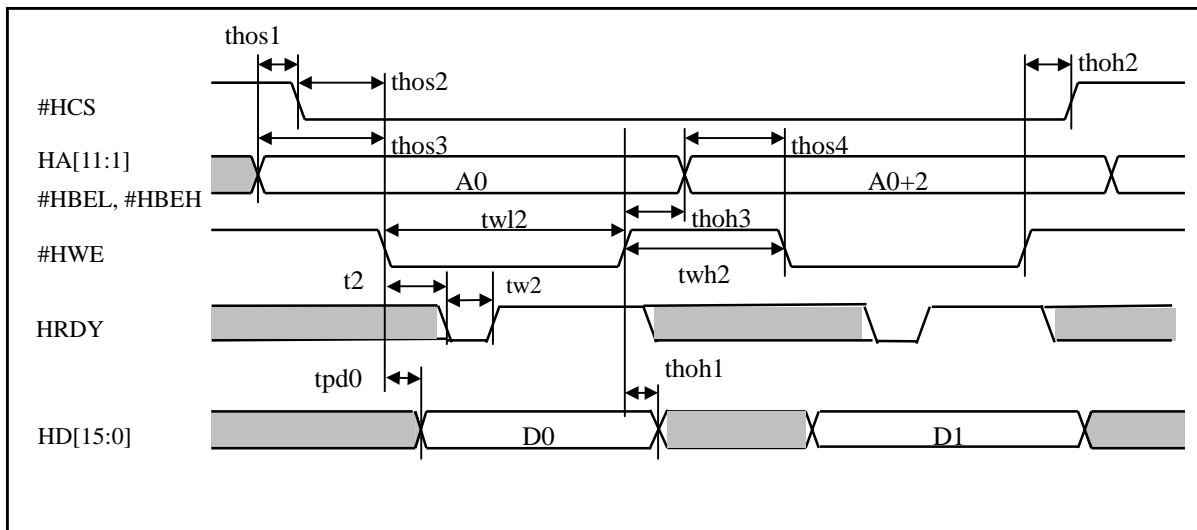 thos1
thos2
thoh2
#HCS
thos3
thos4
HA[11:1]
A0
A0+2
#HBEL, #HBEH
twl2
thoh3
#HWE
t2
tw2
twh2
HRDY
tpd0
thoh1
HD[15:0]
D0
D1